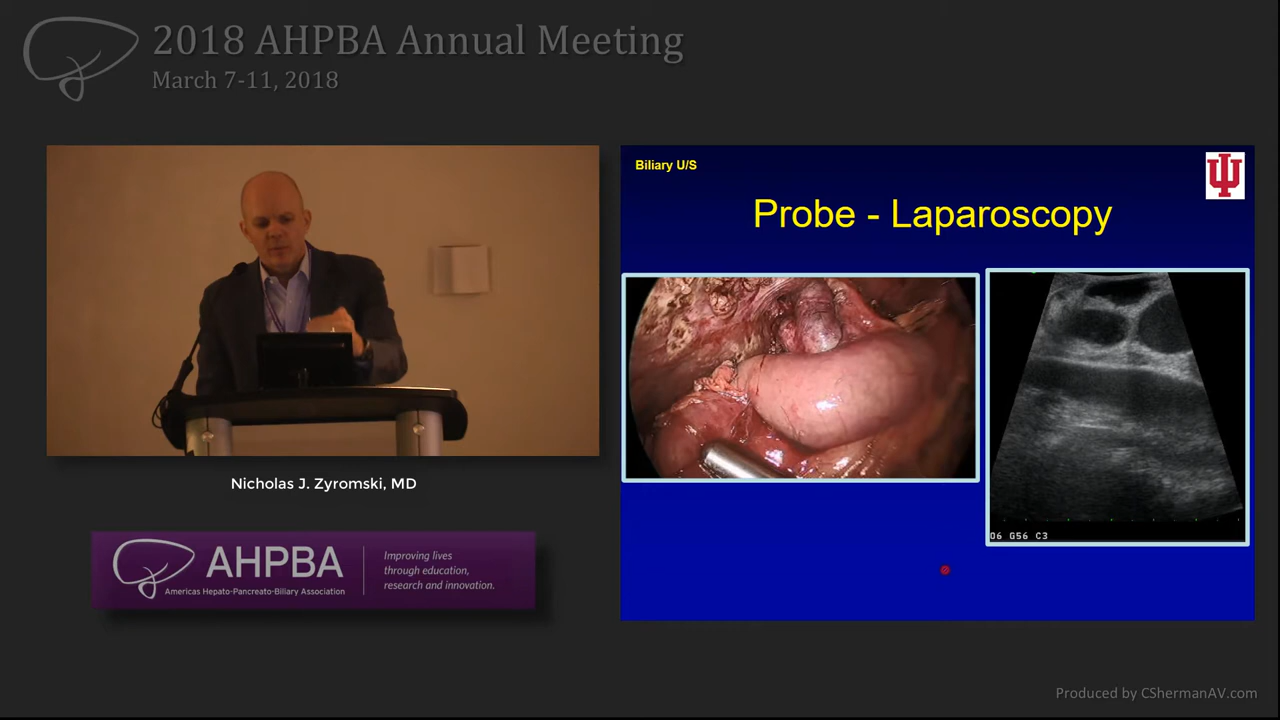 2018 AHPBA Annual Meeting
March 7-11, 2018
Biliary U/S
Probe - Laparoscopy
06 G56 C3
Nicholas J. Zyromski, MD
AHPBA
Americas Hepato-Pancreato-Biliary Association
Improving lives
through education,
research and innovation.
Produced by CShermanAV.com